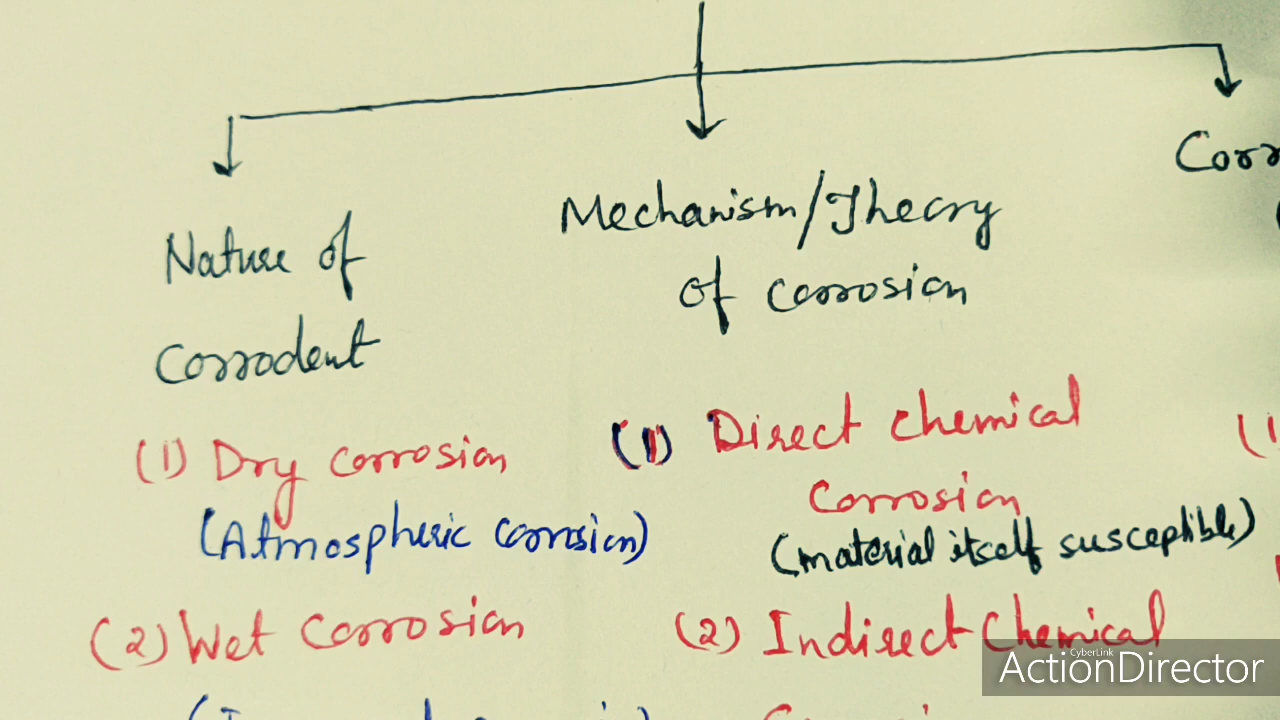 Nature of
Corrodent
(1) Dry corrosion
(Atmospheric corrosion)
(2) Wet Corrosion
Mechanism/Theory
of corrosion
(1) Direct chemical
Corrosion
(material itself susceptible)
(2) Indirect Chemical
CyberLink
ActionDirector